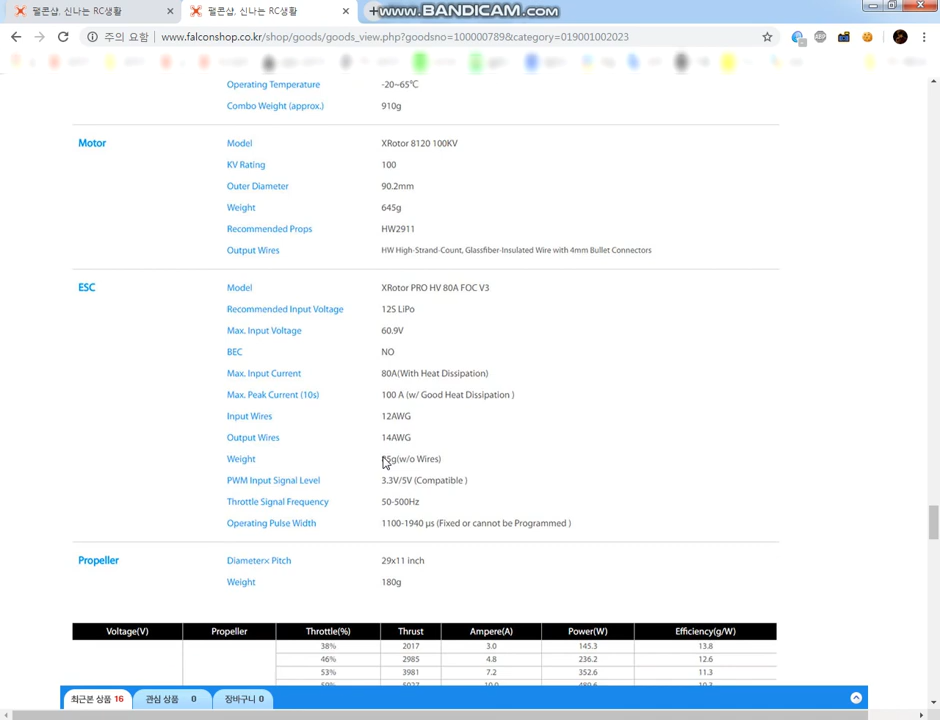 팰콘샵, 신나는 RC생활
팰콘샵, 신나는 RC생활
www.BANDICAM.com
주의 요함
www.falconshop.co.kr/shop/goods/goods_view.php?goodsno=100000789&category=019001002023
Operating Temperature -20~65℃
Combo Weight (approx.) 910g
Motor Model XRotor 8120 100KV
KV Rating 100
Outer Diameter 90.2mm
Weight 645g
Recommended Props HW2911
Output Wires HW High-Strand-Count, Glassfiber-Insulated Wire with 4mm Bullet Connectors
ESC Model XRotor PRO HV 80A FOC V3
Recommended Input Voltage 12S LiPo
Max. Input Voltage 60.9V
BEC NO
Max. Input Current 80A(With Heat Dissipation)
Max. Peak Current (10s) 100 A (w/ Good Heat Dissipation )
Input Wires 12AWG
Output Wires 14AWG
Weight (w/o Wires)
PWM Input Signal Level 3.3V/5V (Compatible )
Throttle Signal Frequency 50-500Hz
Operating Pulse Width 1100-1940 μs (Fixed or cannot be Programmed )
Propeller Diameter× Pitch 29x11 inch
Weight 180g
Voltage(V) Propeller Throttle(%) Thrust Ampere(A) Power(W) Efficiency(g/W)
38% 2017 3.0 145.3 13.8
46% 2985 4.8 236.2 12.6
53% 3981 7.2 352.6 11.3
최근본 상품 16 관심 상품 0 장바구니 0